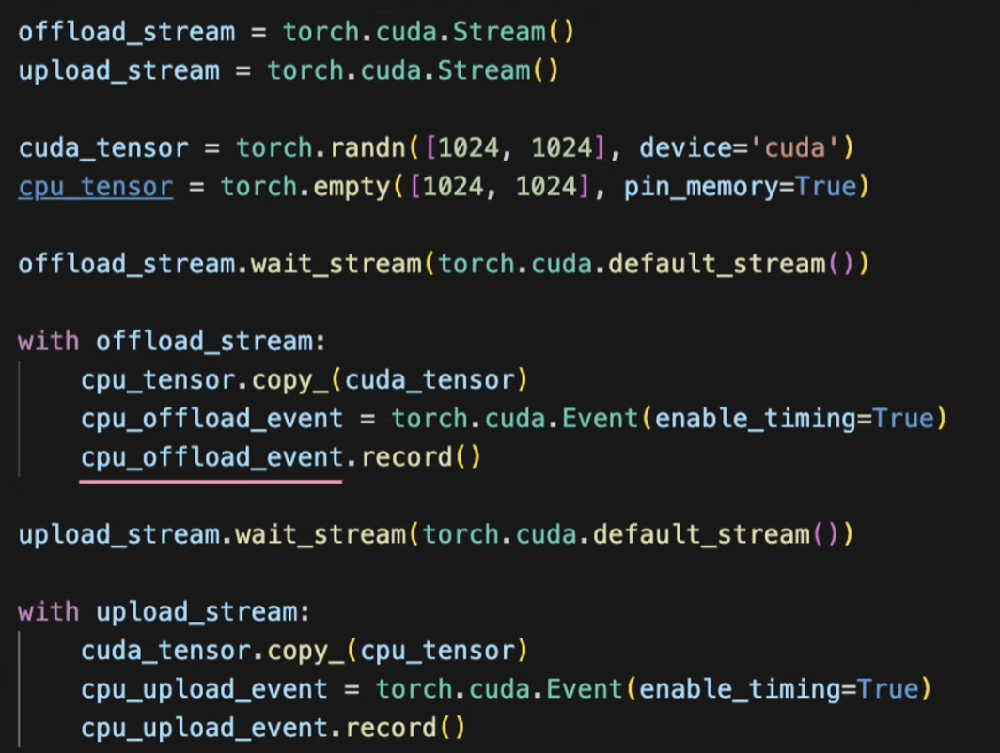 offload_stream = torch.cuda.Stream()
upload_stream = torch.cuda.Stream()
cuda_tensor = torch.randn([1024, 1024], device='cuda')
cpu_tensor = torch.empty([1024, 1024], pin_memory=True)
offload_stream.wait_stream(torch.cuda.default_stream())
with offload_stream:
    cpu_tensor.copy_(cuda_tensor)
    cpu_offload_event = torch.cuda.Event(enable_timing=True)
    cpu_offload_event.record()
upload_stream.wait_stream(torch.cuda.default_stream())
with upload_stream:
    cuda_tensor.copy_(cpu_tensor)
    cpu_upload_event = torch.cuda.Event(enable_timing=True)
    cpu_upload_event.record()